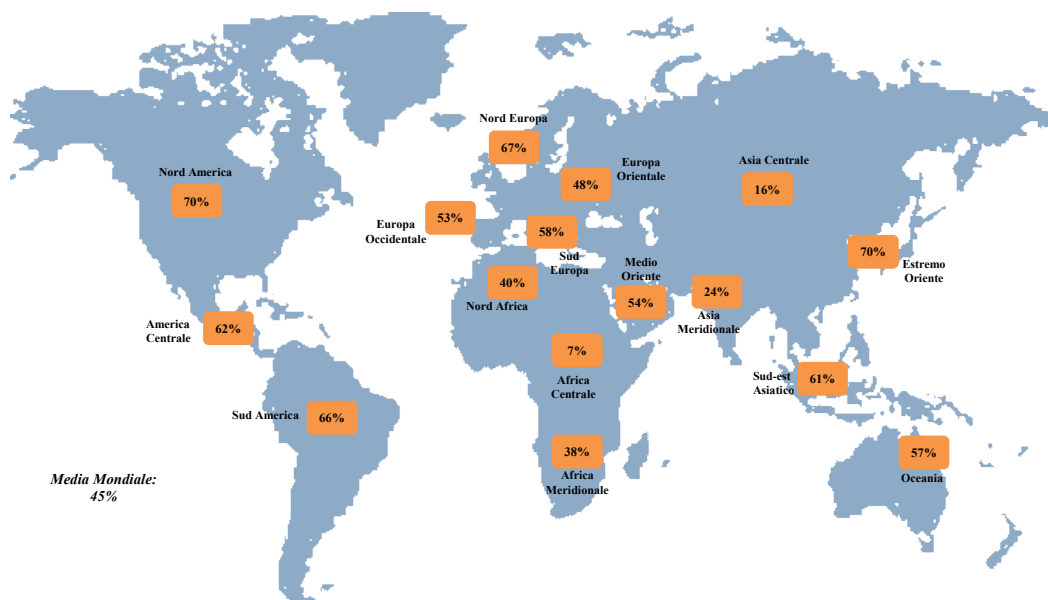 Nord Europa
67%
Europa
Orientale
48%
Asia Centrale
16%
Nord America
70%
Europa
Occidentale
53%
58%
Sud
Europa
70%
Estremo
Oriente
Medio
Oriente
54%
40%
Nord Africa
24%
Asia
Meridionale
America
Centrale
62%
7%
Africa
Centrale
Sud-est
Asiatico
61%
Sud America
66%
38%
Africa
Meridionale
57%
Oceania
Media Mondiale:
45%